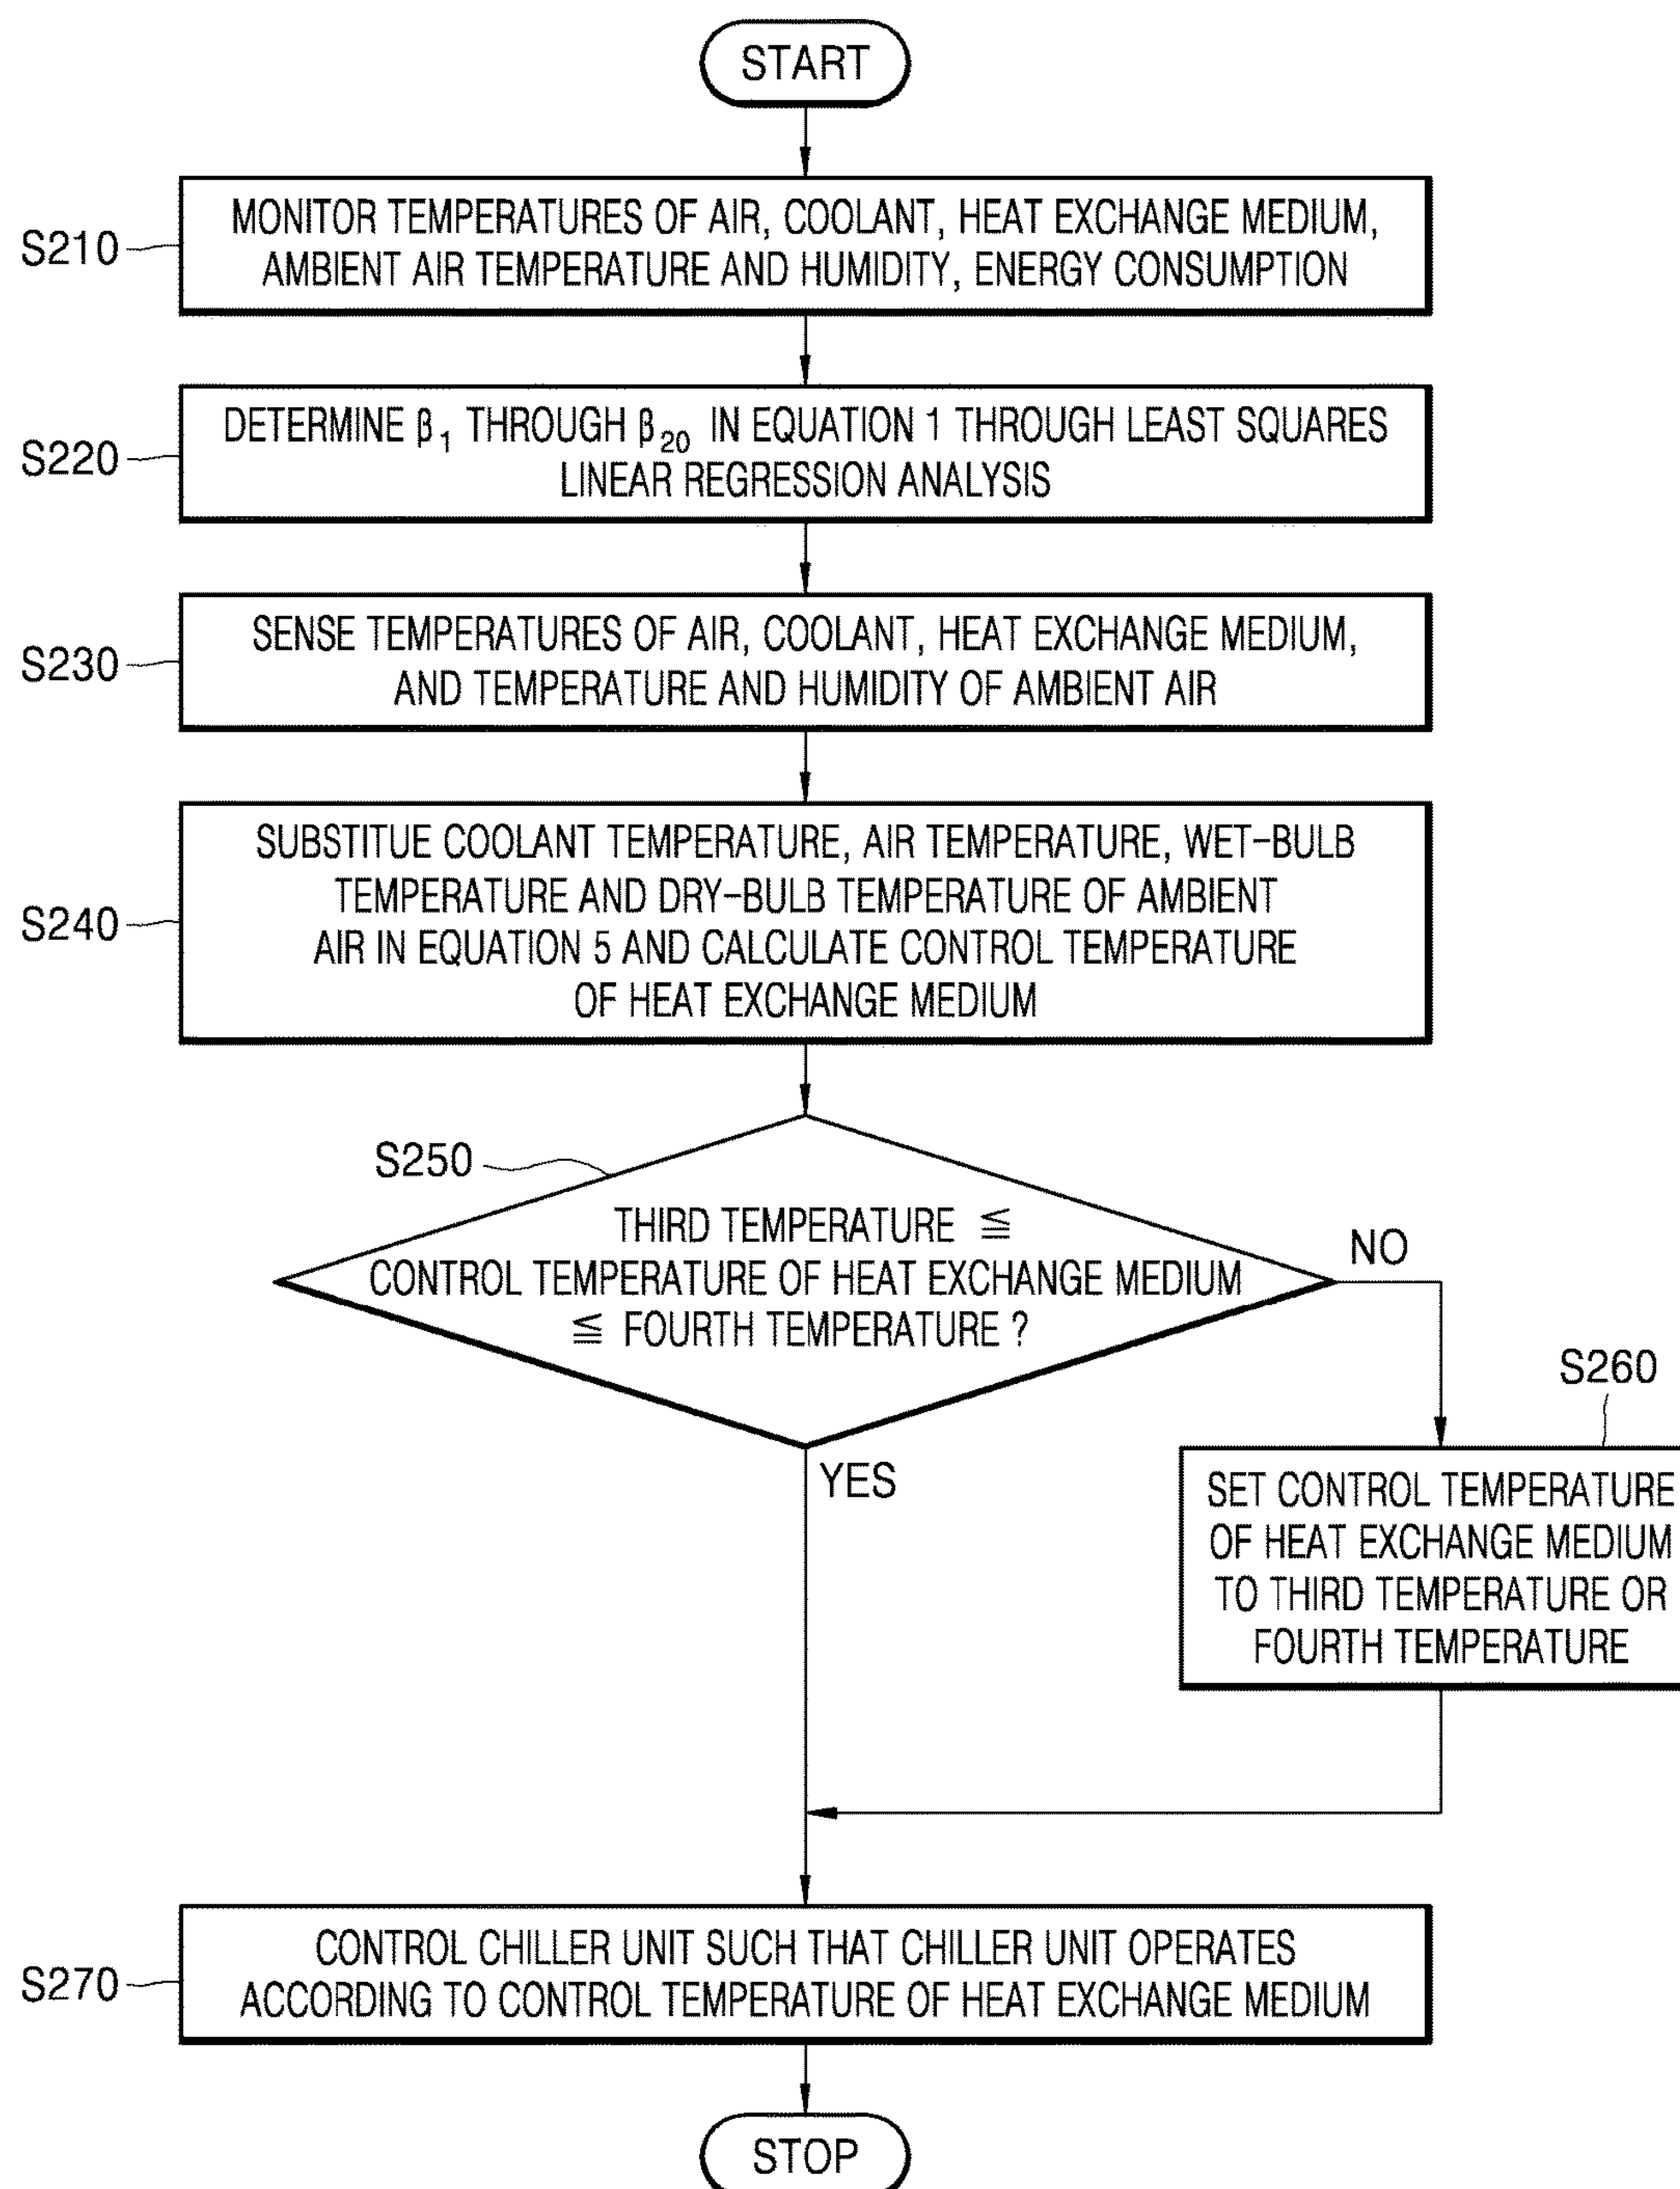 START
S210
MONITOR TEMPERATURES OF AIR, COOLANT, HEAT EXCHANGE MEDIUM,
AMBIENT AIR TEMPERATURE AND HUMIDITY, ENERGY CONSUMPTION
S220
DETERMINE β1 THROUGH β20 IN EQUATION 1 THROUGH LEAST SQUARES
LINEAR REGRESSION ANALYSIS
S230
SENSE TEMPERATURES OF AIR, COOLANT, HEAT EXCHANGE MEDIUM,
AND TEMPERATURE AND HUMIDITY OF AMBIENT AIR
S240
SUBSTITUE COOLANT TEMPERATURE, AIR TEMPERATURE, WET-BULB
TEMPERATURE AND DRY-BULB TEMPERATURE OF AMBIENT
AIR IN EQUATION 5 AND CALCULATE CONTROL TEMPERATURE
OF HEAT EXCHANGE MEDIUM
S250
THIRD TEMPERATURE ≦
CONTROL TEMPERATURE OF HEAT EXCHANGE MEDIUM
≦ FOURTH TEMPERATURE ?
NO
YES
S260
SET CONTROL TEMPERATURE
OF HEAT EXCHANGE MEDIUM
TO THIRD TEMPERATURE OR
FOURTH TEMPERATURE
S270
CONTROL CHILLER UNIT SUCH THAT CHILLER UNIT OPERATES
ACCORDING TO CONTROL TEMPERATURE OF HEAT EXCHANGE MEDIUM
STOP